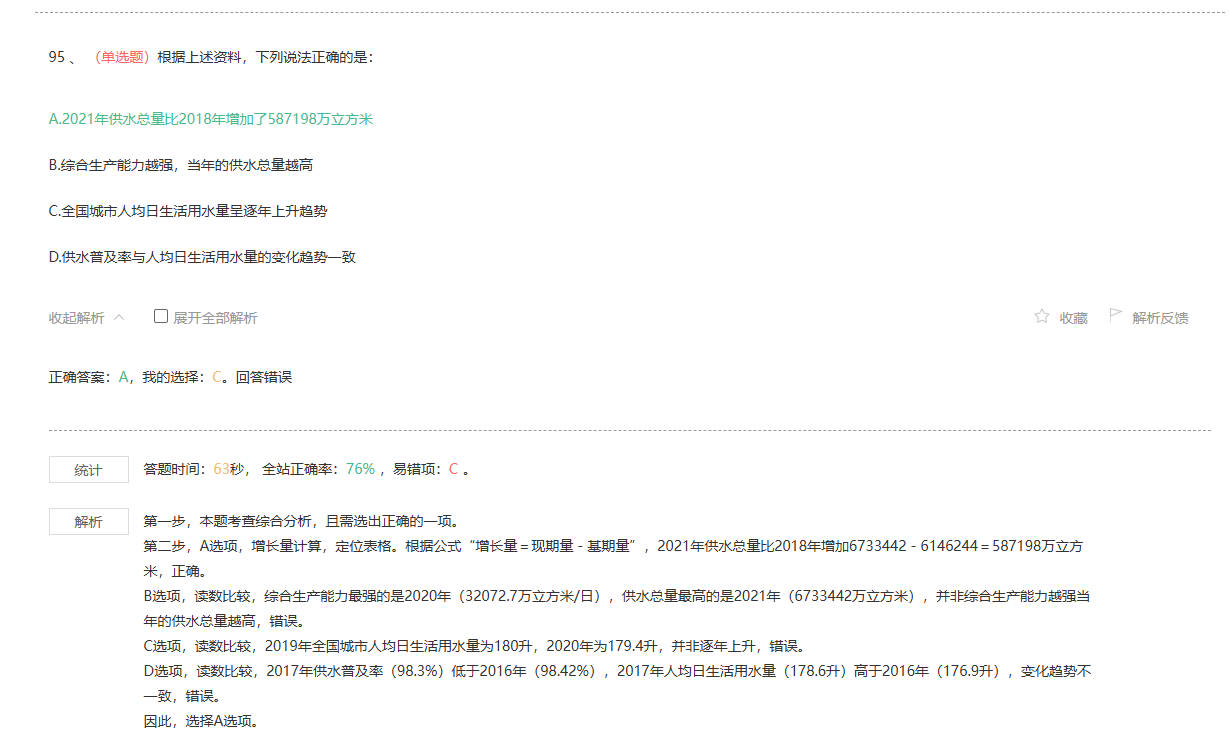 95 、 （单选题）根据上述资料，下列说法正确的是：
A.2021年供水总量比2018年增加了587198万立方米
B.综合生产能力越强，当年的供水总量越高
C.全国城市人均日生活用水量呈逐年上升趋势
D.供水普及率与人均日生活用水量的变化趋势一致
收起解析 展开全部解析 收藏 解析反馈
正确答案：A，我的选择：C。回答错误
统计 答题时间：63秒， 全站正确率：76% ，易错项：C 。
解析 第一步，本题考查综合分析，且需选出正确的一项。
第二步，A选项，增长量计算，定位表格。根据公式“增长量＝现期量－基期量”，2021年供水总量比2018年增加6733442－6146244＝587198万立方
米，正确。
B选项，读数比较，综合生产能力最强的是2020年（32072.7万立方米/日），供水总量最高的是2021年（6733442万立方米），并非综合生产能力越强当
年的供水总量越高，错误。
C选项，读数比较，2019年全国城市人均日生活用水量为180升，2020年为179.4升，并非逐年上升，错误。
D选项，读数比较，2017年供水普及率（98.3%）低于2016年（98.42%），2017年人均日生活用水量（178.6升）高于2016年（176.9升），变化趋势不
一致，错误。
因此，选择A选项。